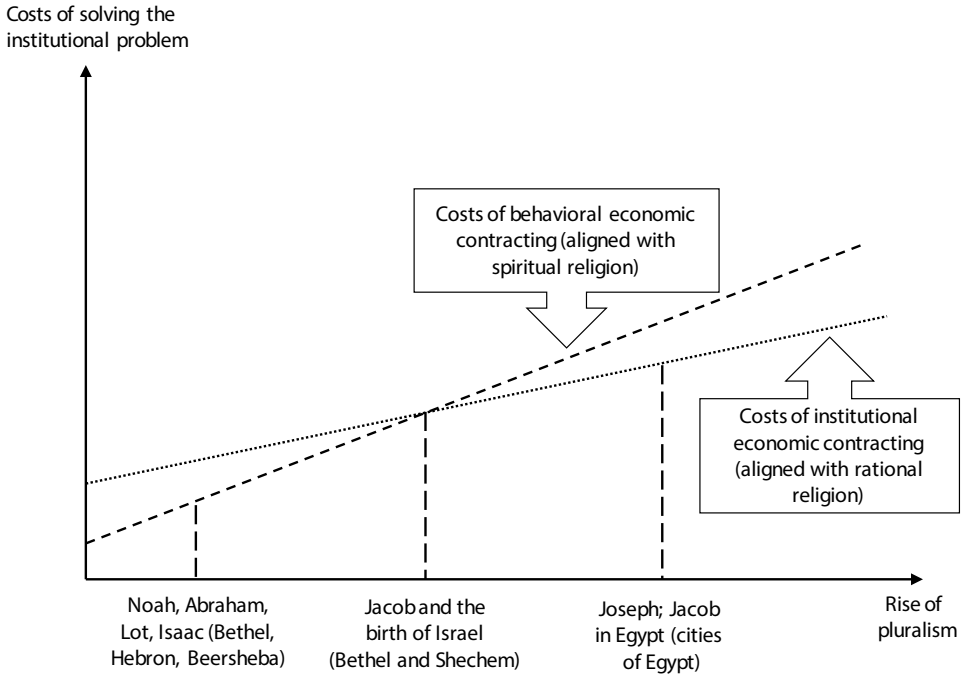 Costs of solving the
institutional problem
Costs of behavioral economic
contracting (aligned with
spiritual religion)
Costs of institutional
economic contracting
(aligned with rational
religion)
Noah, Abraham,
Lot, Isaac (Bethel,
Hebron, Beersheba)
Jacob and the
birth of Israel
(Bethel and Shechem)
Joseph; Jacob
in Egypt (cities
of Egypt)
Rise of
pluralism